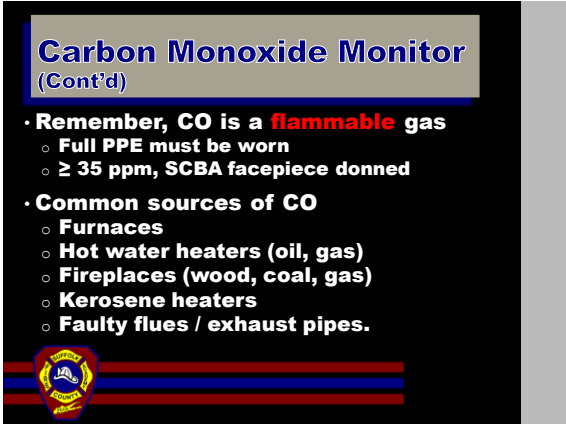 Carbon Monoxide Monitor
(Cont'd)
• Remember, CO is a flammable gas
○ Full PPE must be worn
○ ≥ 35 ppm, SCBA facepiece donned
• Common sources of CO
○ Furnaces
○ Hot water heaters (oil, gas)
○ Fireplaces (wood, coal, gas)
○ Kerosene heaters
○ Faulty flues / exhaust pipes.
SUFFOLK
COUNTY